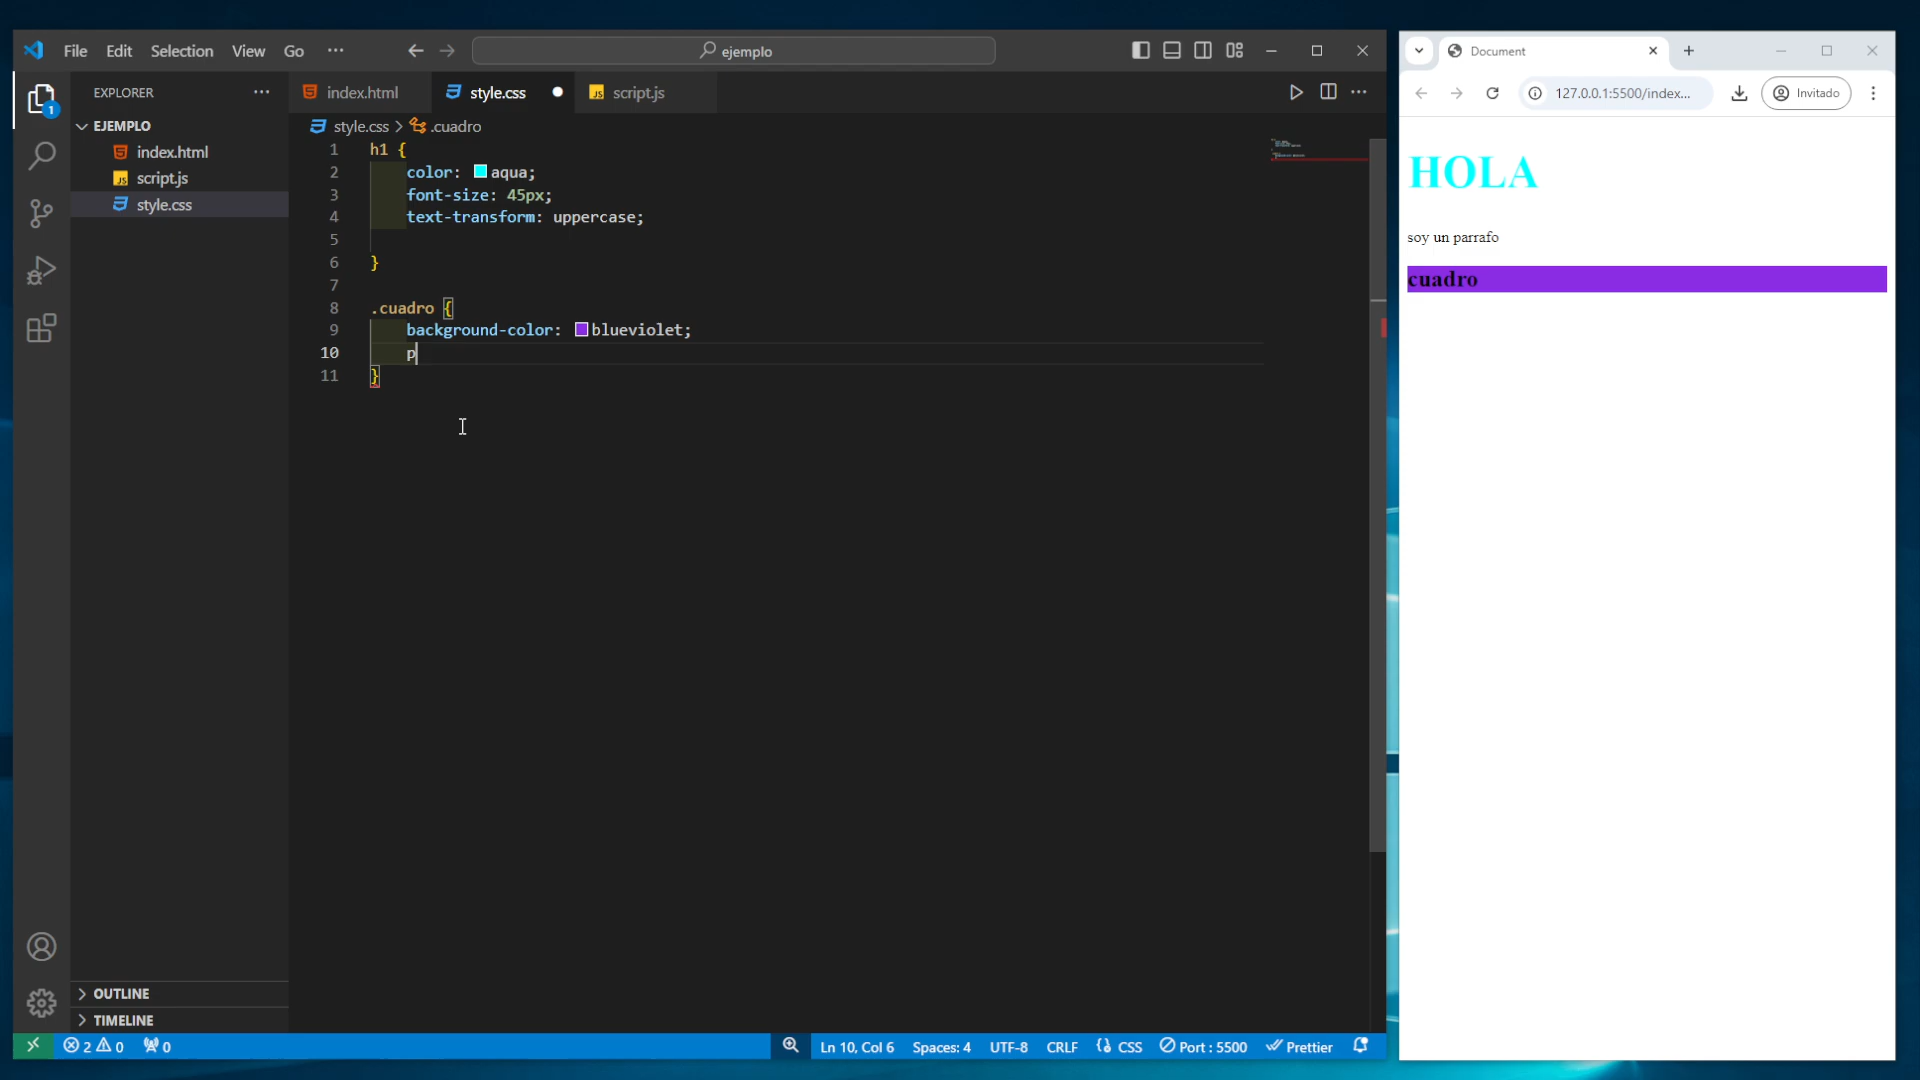 File Edit Selection View Go ···
ejemplo
EXPLORER ···
EJEMPLO
index.html
script.js
style.css
OUTLINE
TIMELINE
1
index.html
style.css
script.js
style.css > .cuadro
1 h1 {
2 color: aqua;
3 font-size: 45px;
4 text-transform: uppercase;
5
6 }
7
8 .cuadro {
9 background-color: blueviolet;
10 p
11 }
2 0 0
Ln 10, Col 6 Spaces: 4 UTF-8 CRLF CSS Port : 5500 Prettier
Document
127.0.0.1:5500/index...
Invitado
HOLA
soy un parrafo
cuadro